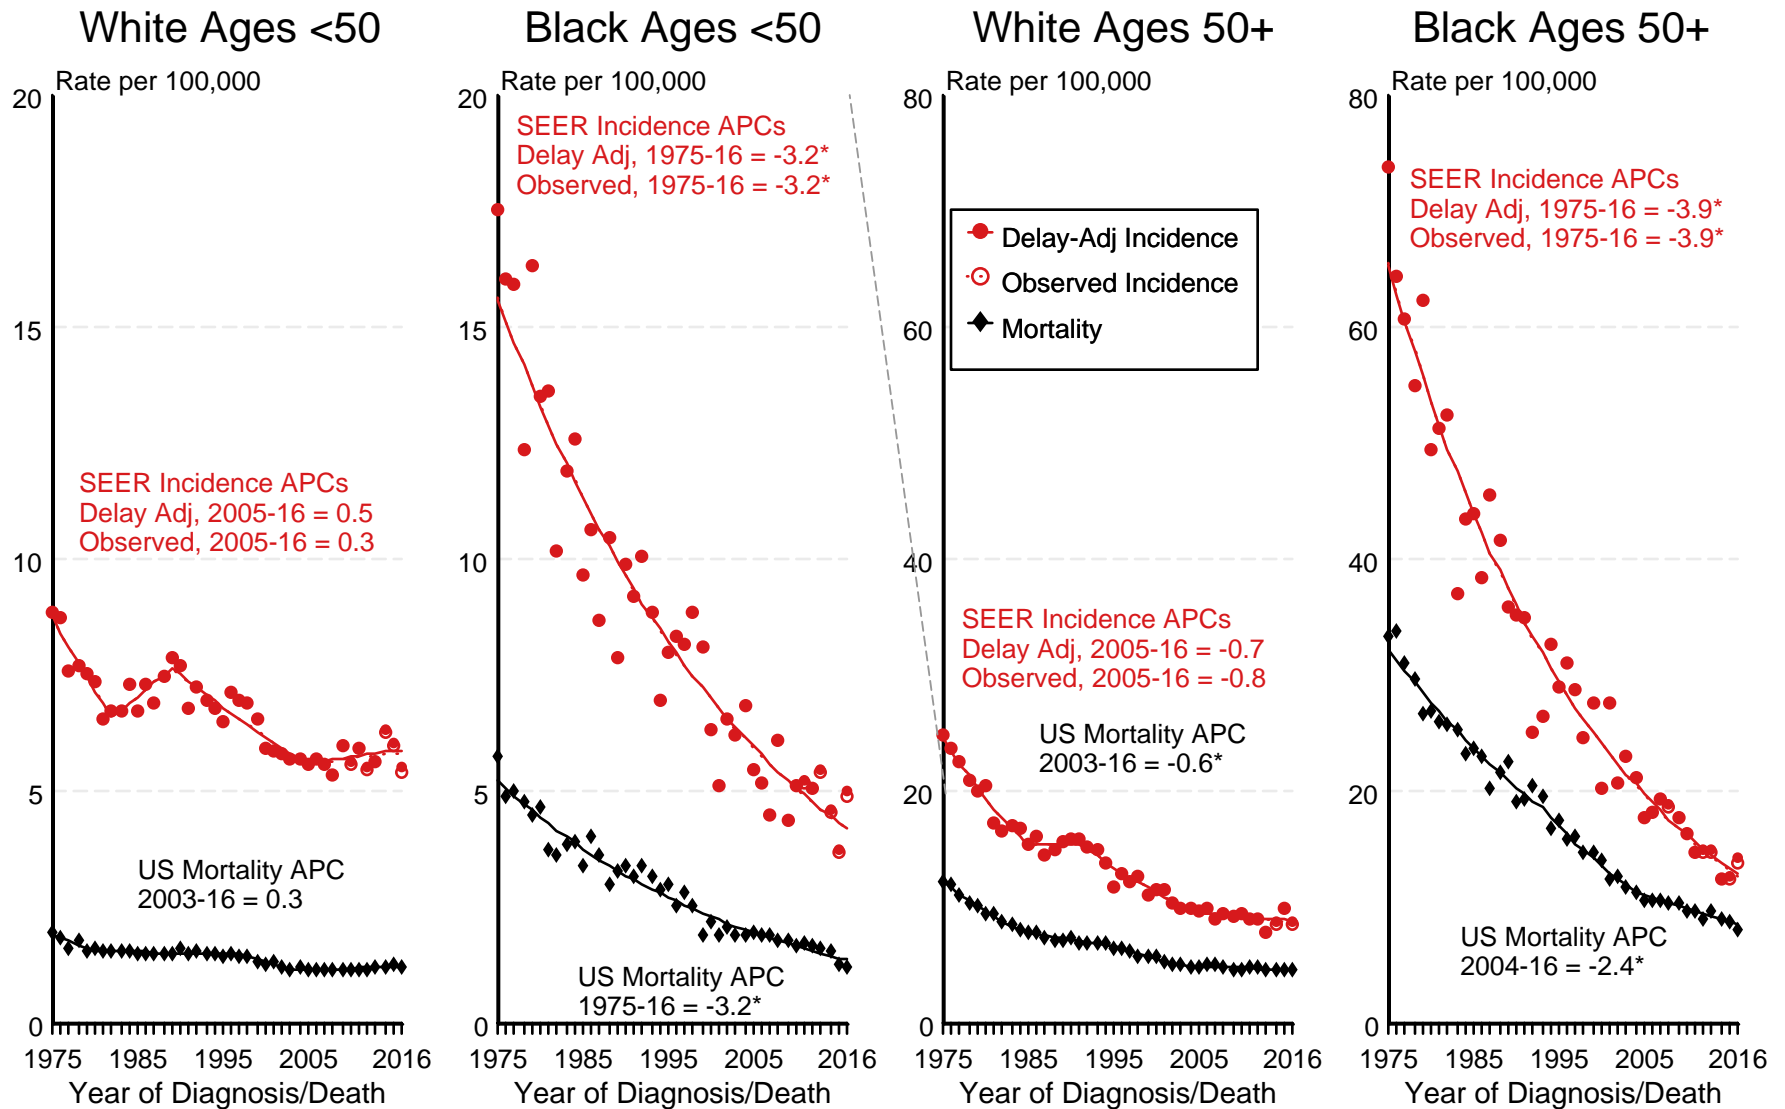 White Ages <50
Rate per 100,000
20
15
10
5
0
SEER Incidence APCs
Delay Adj, 2005-16 = 0.5
Observed, 2005-16 = 0.3
US Mortality APC
2003-16 = 0.3
1975 1985 1995 2005 2016
Year of Diagnosis/Death
Black Ages <50
Rate per 100,000
20
15
10
5
0
SEER Incidence APCs
Delay Adj, 1975-16 = -3.2*
Observed, 1975-16 = -3.2*
US Mortality APC
1975-16 = -3.2*
1975 1985 1995 2005 2016
Year of Diagnosis/Death
White Ages 50+
Rate per 100,000
80
60
40
20
0
Delay-Adj Incidence
Observed Incidence
Mortality
SEER Incidence APCs
Delay Adj, 2005-16 = -0.7
Observed, 2005-16 = -0.8
US Mortality APC
2003-16 = -0.6*
1975 1985 1995 2005 2016
Year of Diagnosis/Death
Black Ages 50+
Rate per 100,000
80
60
40
20
0
SEER Incidence APCs
Delay Adj, 1975-16 = -3.9*
Observed, 1975-16 = -3.9*
US Mortality APC
2004-16 = -2.4*
1975 1985 1995 2005 2016
Year of Diagnosis/Death